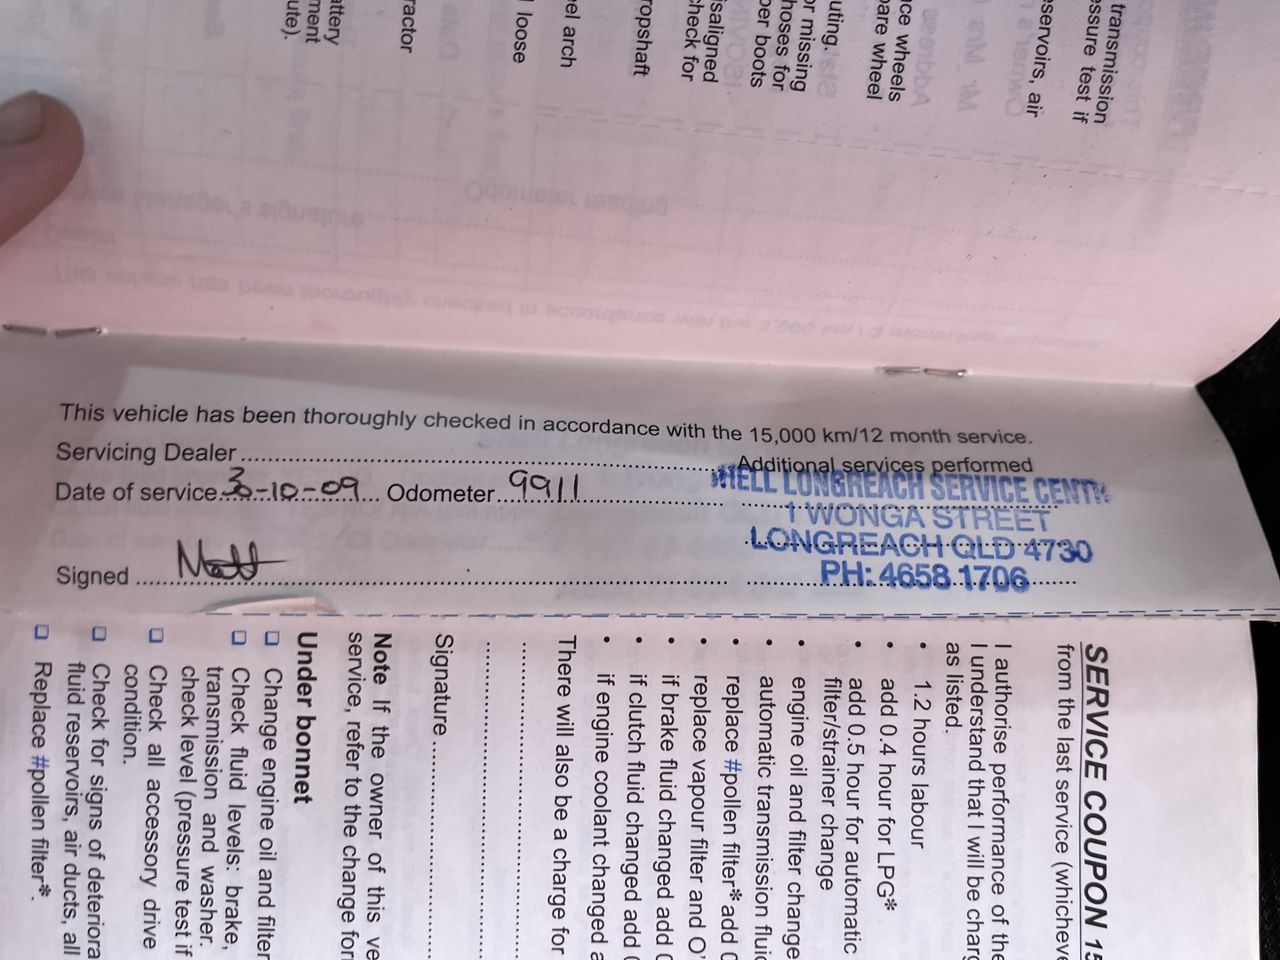 transmission
essure test if
eservoirs, air
ce wheels
are wheel
uting.
or missing
hoses for
per boots
isaligned
check for
ropshaft
el arch
loose
ractor
attery
ment
ute).
This vehicle has been thoroughly checked in accordance with the 15,000 km/12 month service.
Servicing Dealer
Additional services performed
Date of service 30-10-09 Odometer 9911
HELL LONGREACH SERVICE CENT
1 WONGA STREET
LONGREACH QLD 4730
Signed Matt
PH: 4658 1706
SERVICE COUPON 15
from the last service (whicheve
I authorise performance of the
I understand that I will be charg
as listed.
• 1.2 hours labour
• add 0.4 hour for LPG*
• add 0.5 hour for automatic
filter/strainer change
• engine oil and filter change
• automatic transmission fluid
• replace #pollen filter* add 0
• replace vapour filter and O'
• if brake fluid changed add 0
• if clutch fluid changed add
• if engine coolant changed a
There will also be a charge for
Signature
Note If the owner of this ve
service, refer to the change for
Under bonnet
Change engine oil and filter
Check fluid levels: brake,
transmission and washer.
check level (pressure test if
Check all accessory drive
condition.
Check for signs of deteriora
fluid reservoirs, air ducts, all
Replace #pollen filter*.